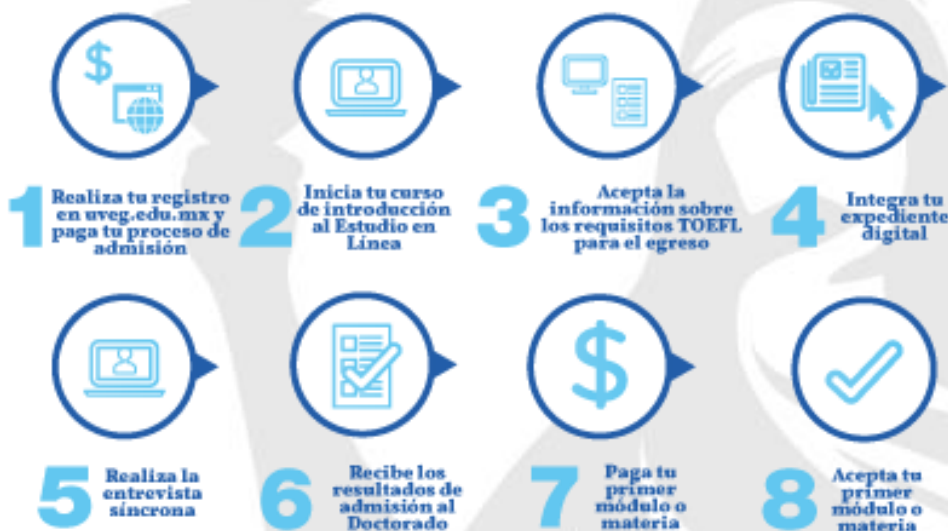 1 Realiza tu registro
en uveg.edu.mx y
paga tu proceso de
admisión
2 Inicia tu curso
de introducción
al Estudio en
Línea
3 Acepta la
información sobre
los requisitos TOEFL
para el egreso
4 Integra tu
expediente
digital
5 Realiza la
entrevista
síncrona
6 Recibe los
resultados de
admisión al
Doctorado
7 Paga tu
primer
módulo o
materia
8 Acepta tu
primer
módulo o
materia